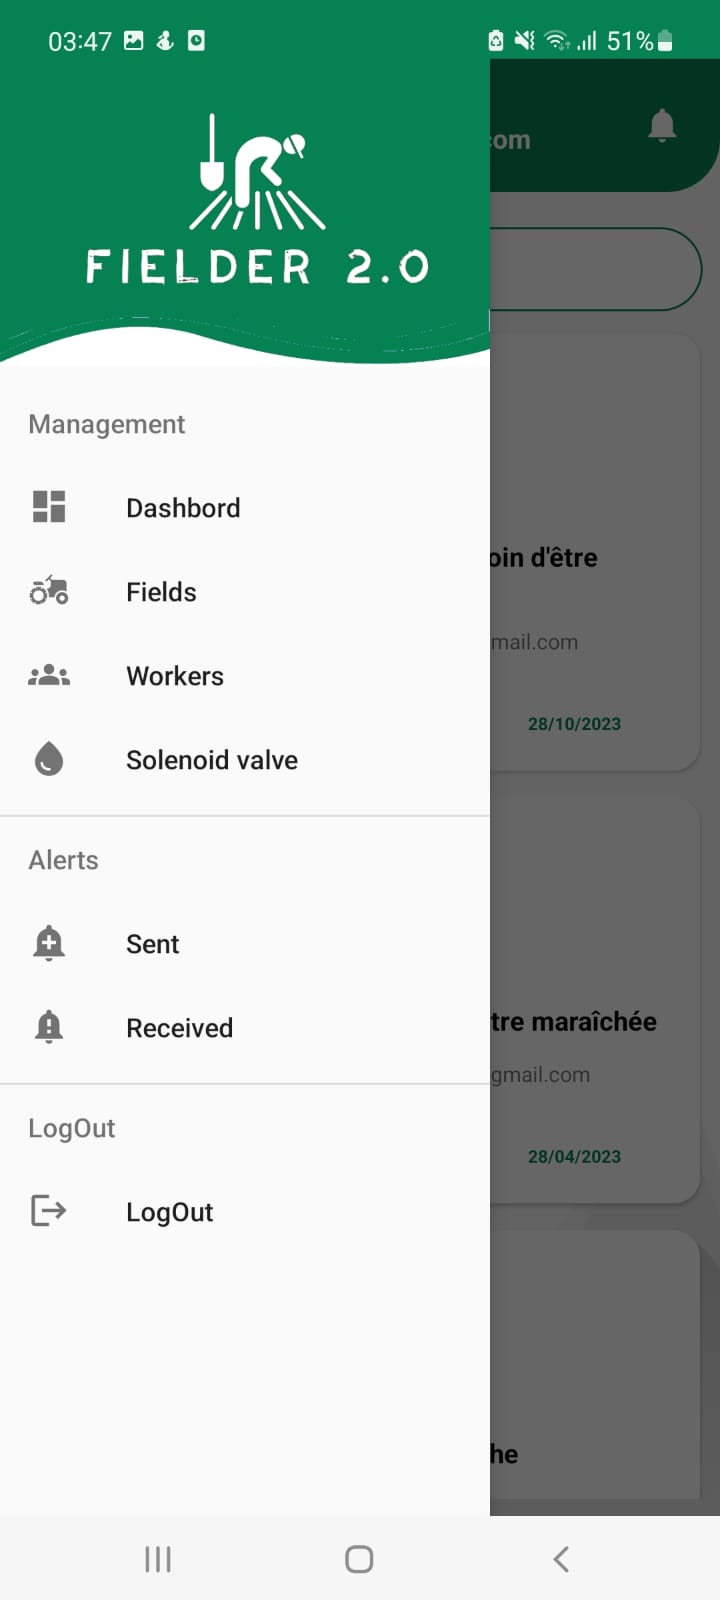 03:47
51%
com
FIELDER 2.0
Management
Dashbord
Fields
oin d'être
mail.com
Workers
28/10/2023
Solenoid valve
Alerts
Sent
tre maraîchée
Received
gmail.com
LogOut
28/04/2023
LogOut
he